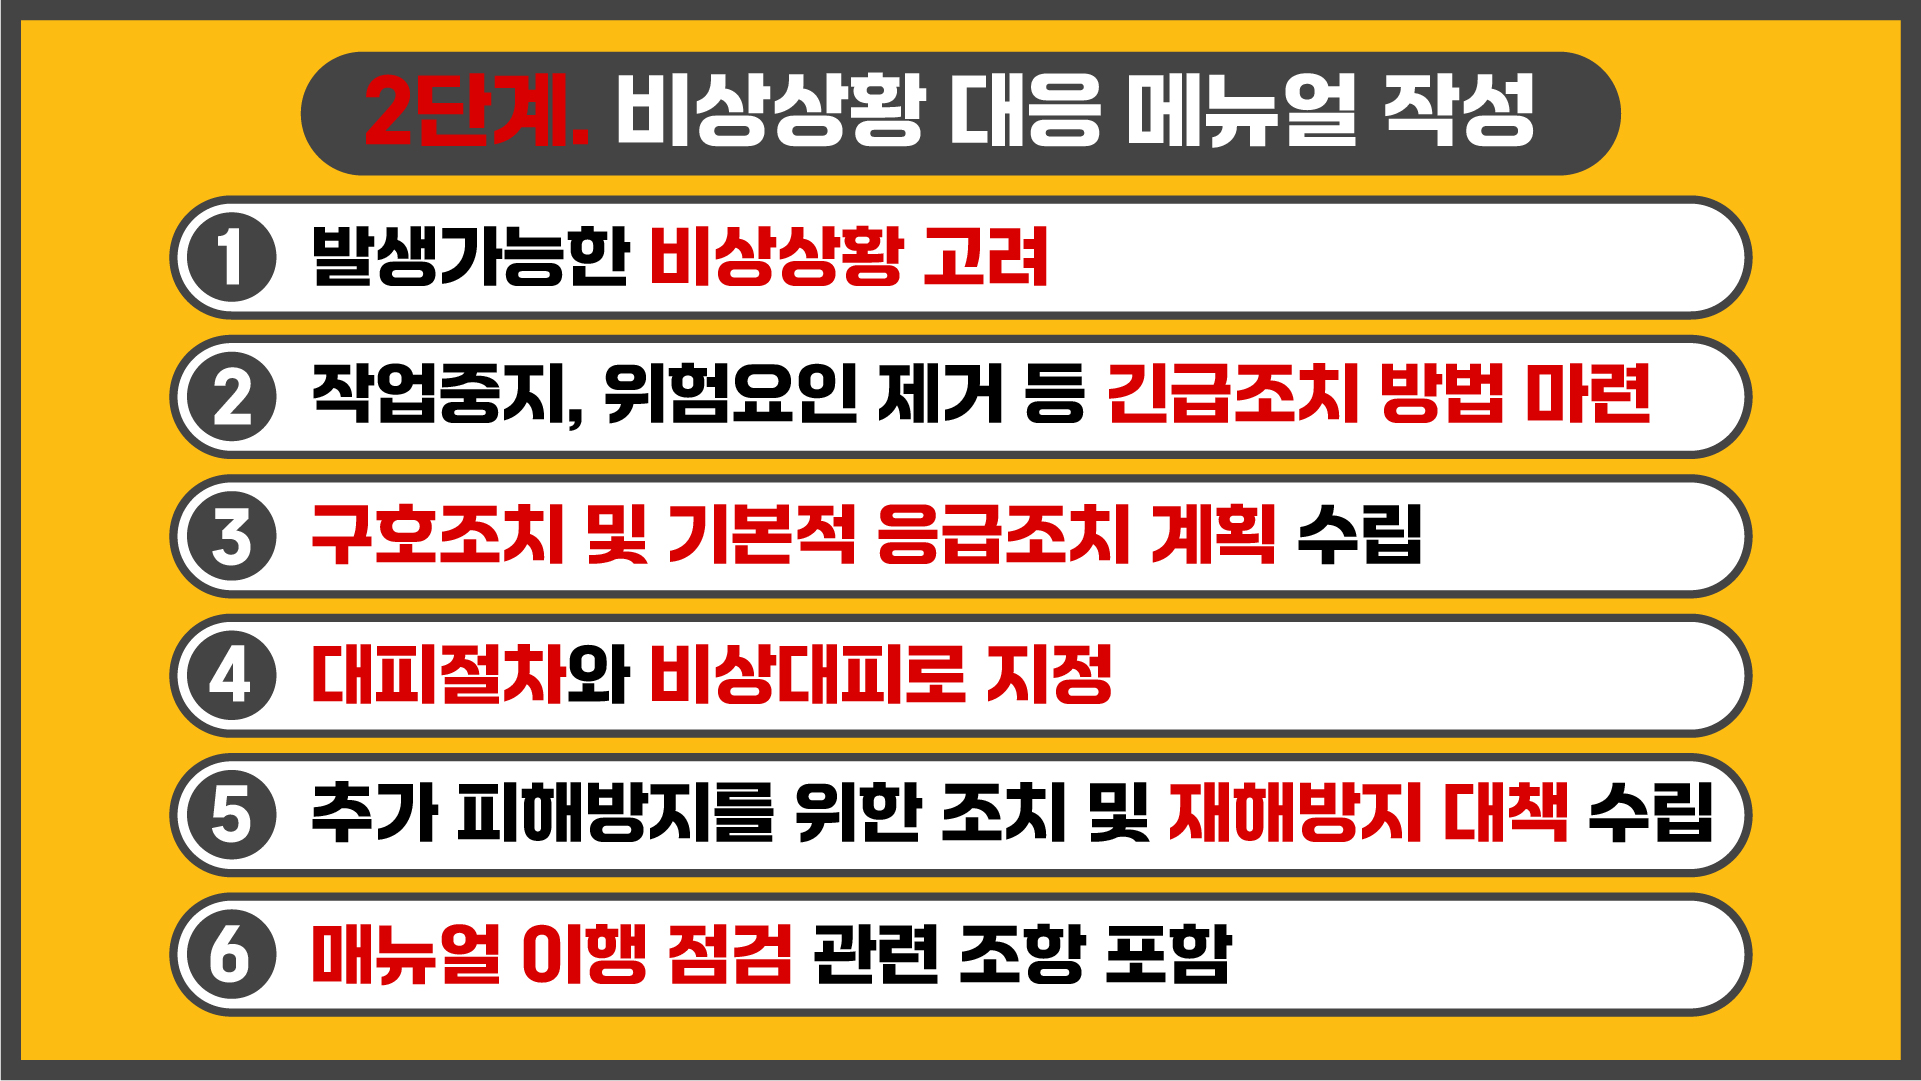 2단계. 비상상황 대응 메뉴얼 작성
1 발생가능한 비상상황 고려
2 작업중지, 위험요인 제거 등 긴급조치 방법 마련
3 구호조치 및 기본적 응급조치 계획 수립
4 대피절차와 비상대피로 지정
5 추가 피해방지를 위한 조치 및 재해방지 대책 수립
6 매뉴얼 이행 점검 관련 조항 포함